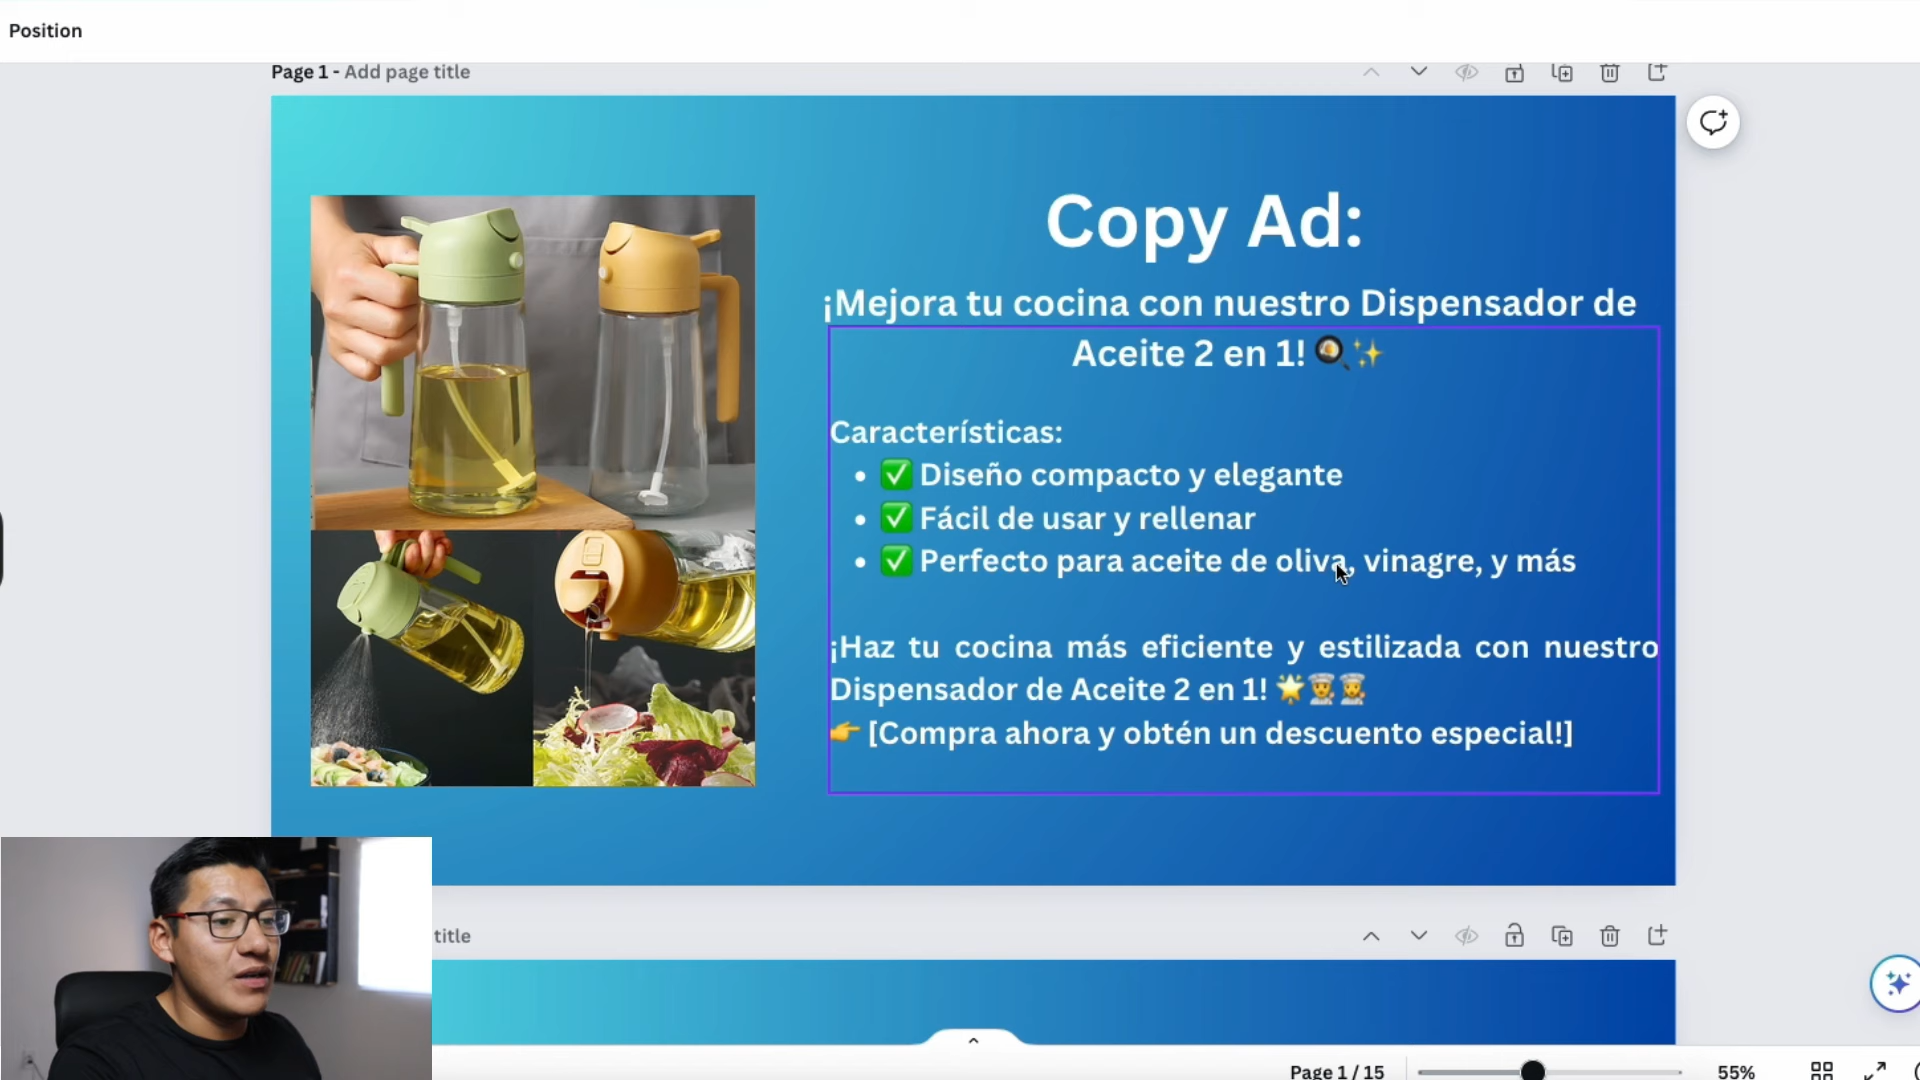 Position
Page 1 - Add page title
Copy Ad:
¡Mejora tu cocina con nuestro Dispensador de
Aceite 2 en 1! 🍳✨
Características:
• ✅ Diseño compacto y elegante
• ✅ Fácil de usar y rellenar
• ✅ Perfecto para aceite de oliva, vinagre, y más
¡Haz tu cocina más eficiente y estilizada con nuestro
Dispensador de Aceite 2 en 1! 🌟👨‍🍳👩‍🍳
👉 [Compra ahora y obtén un descuento especial!]
title
Page 1 / 15
55%